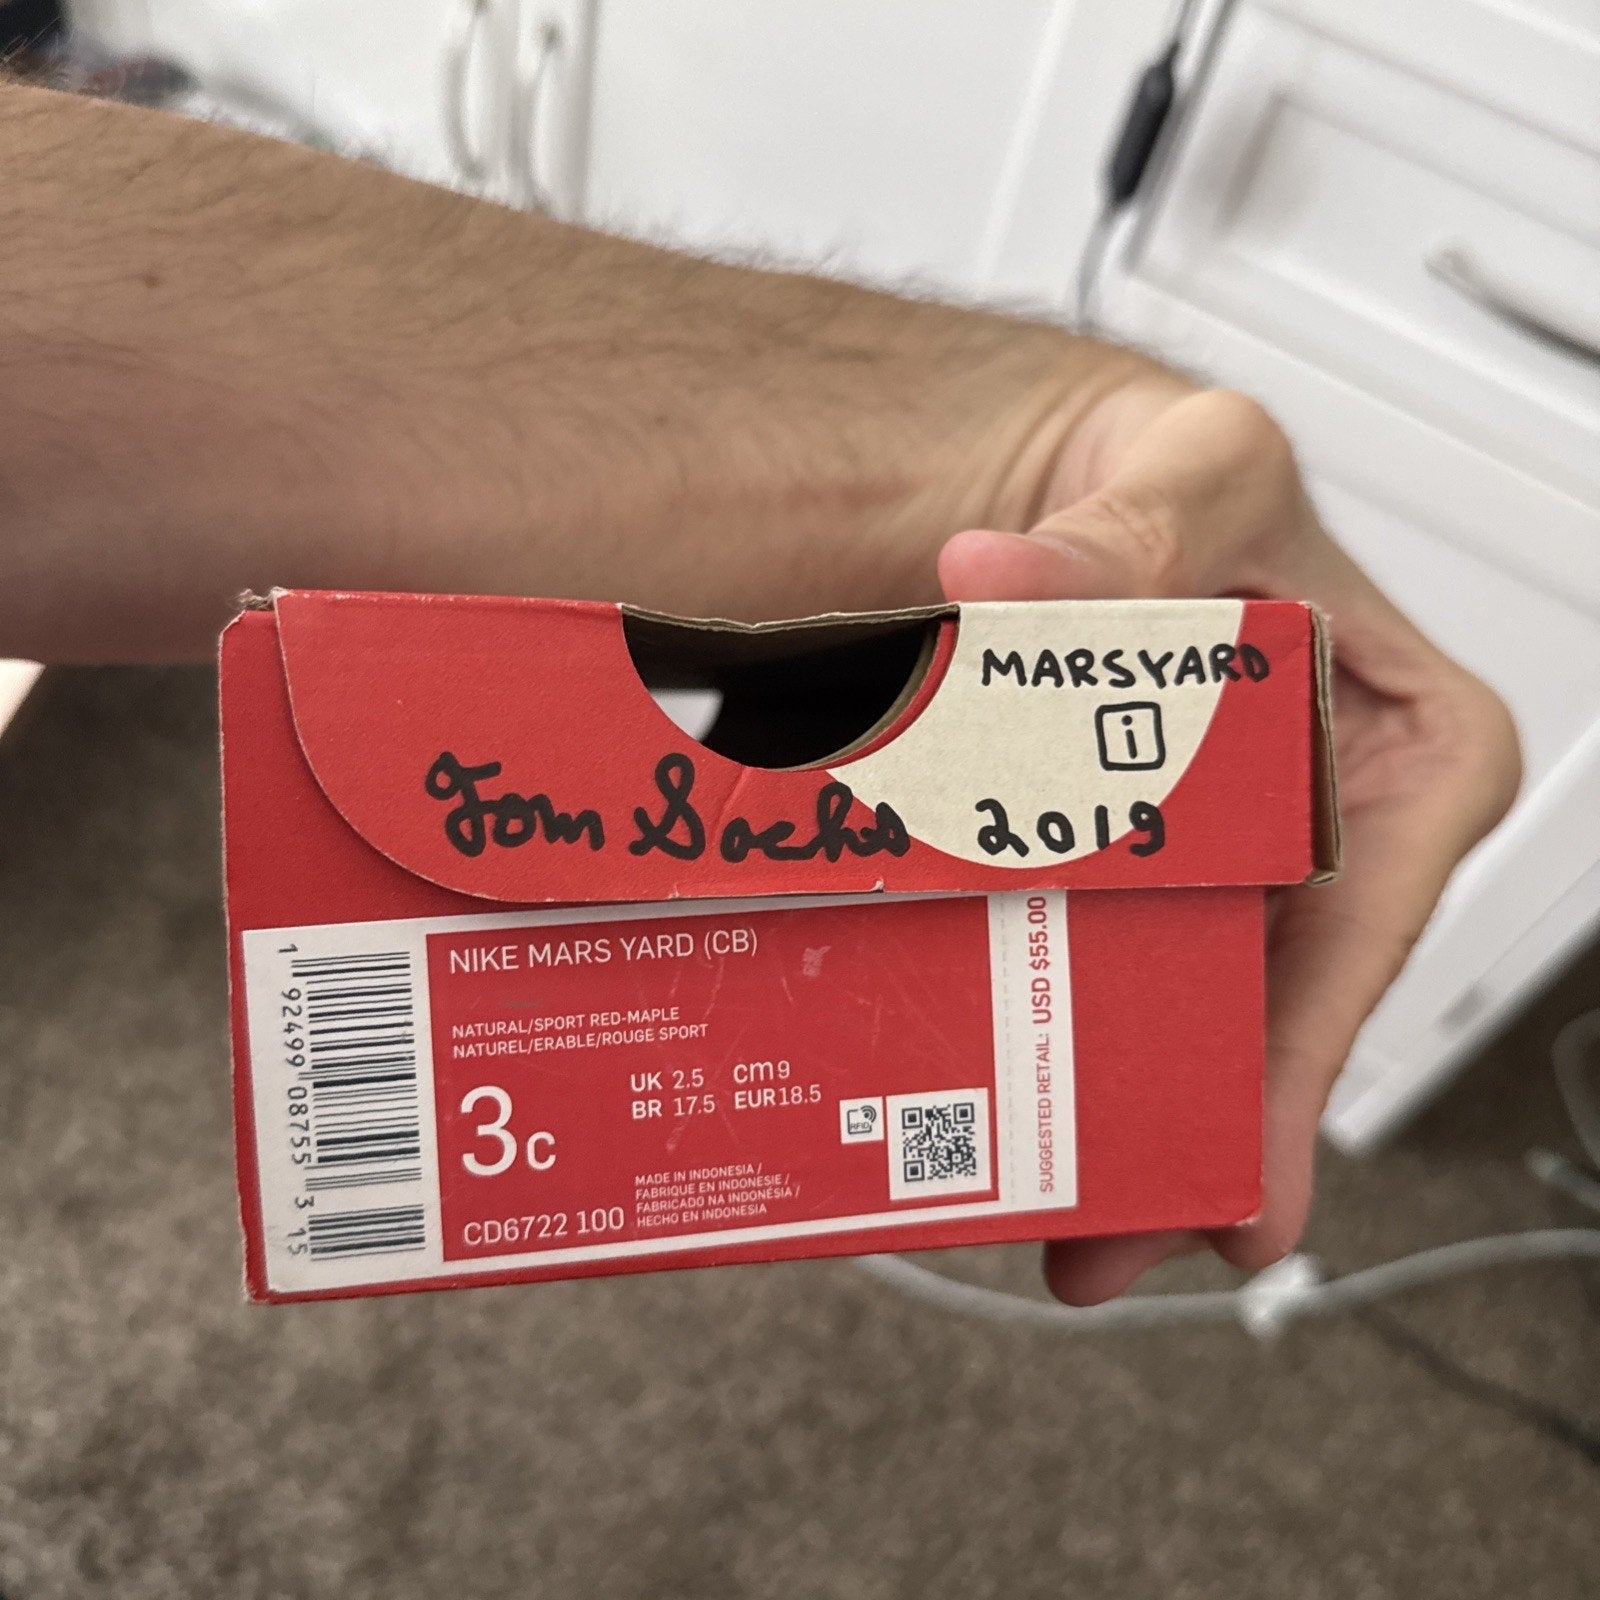 MARSYARD
i
Tom Sachs 2019
NIKE MARS YARD (CB)
NATURAL/SPORT RED-MAPLE
NATUREL/ERABLE/ROUGE SPORT
3C
UK 2.5 cm 9
BR 17.5 EUR 18.5
RFID
MADE IN INDONESIA /
FABRIQUE EN INDONÉSIE /
FABRICADO NA INDONÉSIA /
HECHO EN INDONESIA
CD6722 100
1 92499 08755 3 15
SUGGESTED RETAIL: USD $55.00